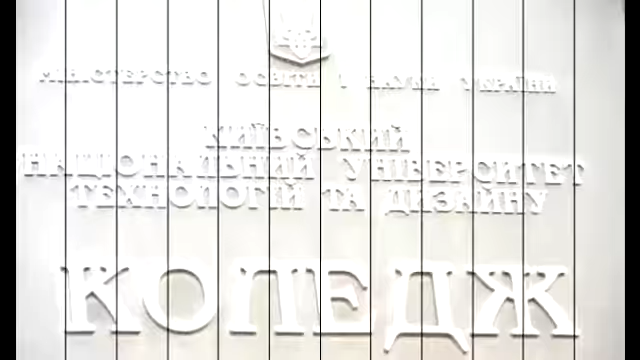 МІНІСТЕРСТВО ОСВІТИ І НАУКИ УКРАЇНИ
КИЇВСЬКИЙ
НАЦІОНАЛЬНИЙ УНІВЕРСИТЕТ
ТЕХНОЛОГІЙ ТА ДИЗАЙНУ
КОЛЕДЖ